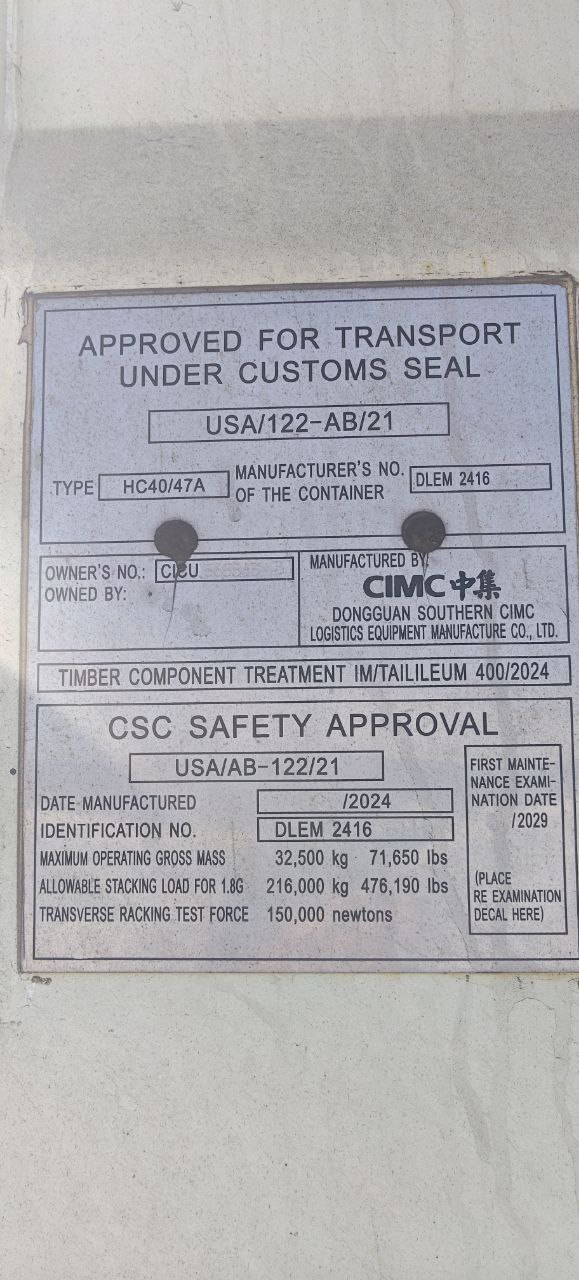 APPROVED FOR TRANSPORT
UNDER CUSTOMS SEAL
USA/122-AB/21
TYPE HC40/47A
MANUFACTURER'S NO.
OF THE CONTAINER
DLEM 2416
OWNER'S NO.:
OWNED BY:
MANUFACTURED BY:
CIMC 中集
DONGGUAN SOUTHERN CIMC
LOGISTICS EQUIPMENT MANUFACTURE CO., LTD.
TIMBER COMPONENT TREATMENT IM/TAILILEUM 400/2024
CSC SAFETY APPROVAL
USA/AB-122/21
DATE MANUFACTURED /2024
IDENTIFICATION NO. DLEM 2416
MAXIMUM OPERATING GROSS MASS 32,500 kg 71,650 lbs
ALLOWABLE STACKING LOAD FOR 1.8G 216,000 kg 476,190 lbs
TRANSVERSE RACKING TEST FORCE 150,000 newtons
FIRST MAINTE-
NANCE EXAMI-
NATION DATE
/2029
(PLACE
RE EXAMINATION
DECAL HERE)